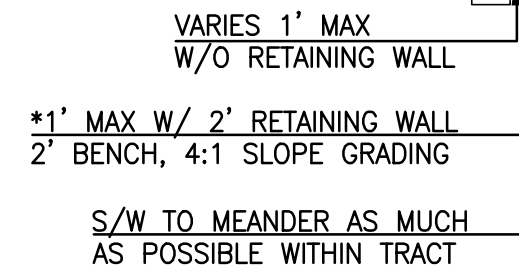 VARIES 1' MAX
W/O RETAINING WALL
*1' MAX W/ 2' RETAINING WALL
2' BENCH, 4:1 SLOPE GRADING
S/W TO MEANDER AS MUCH
AS POSSIBLE WITHIN TRACT